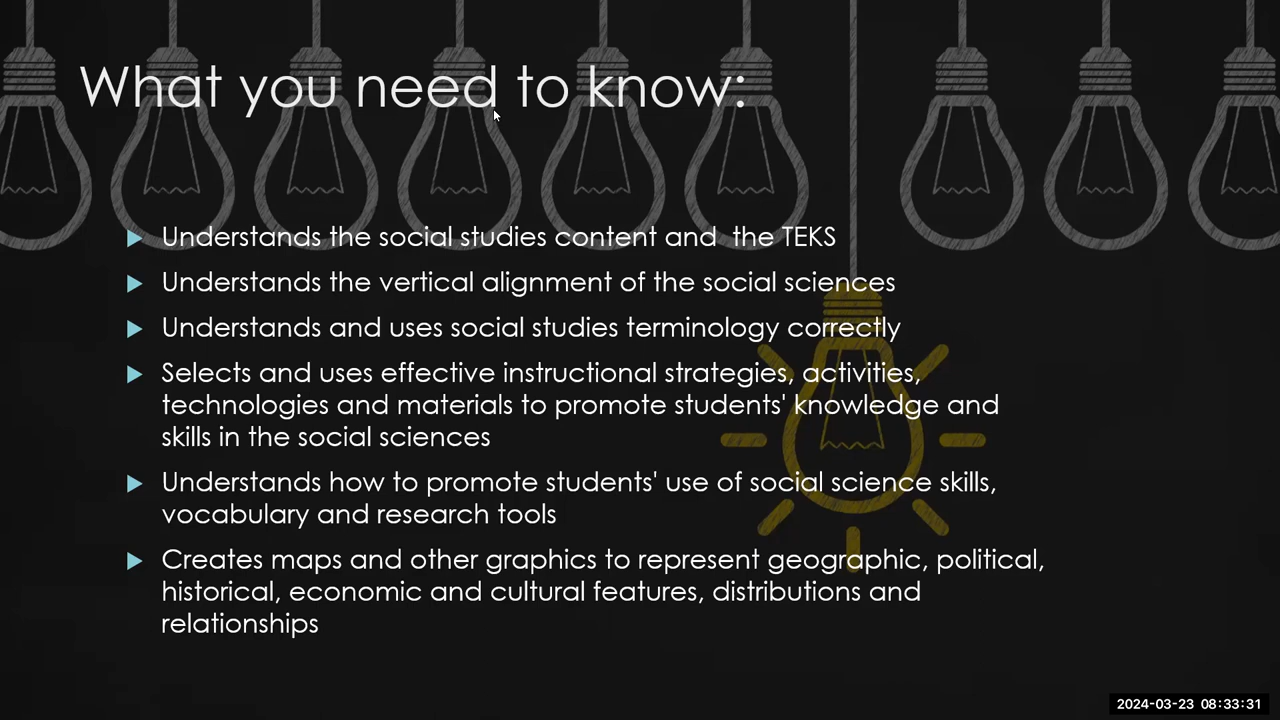 What you need to know:
Understands the social studies content and  the TEKS
Understands the vertical alignment of the social sciences
Understands and uses social studies terminology correctly
Selects and uses effective instructional strategies, activities,
technologies and materials to promote students' knowledge and
skills in the social sciences
Understands how to promote students' use of social science skills,
vocabulary and research tools
Creates maps and other graphics to represent geographic, political,
historical, economic and cultural features, distributions and
relationships
2024-03-23 08:33:31